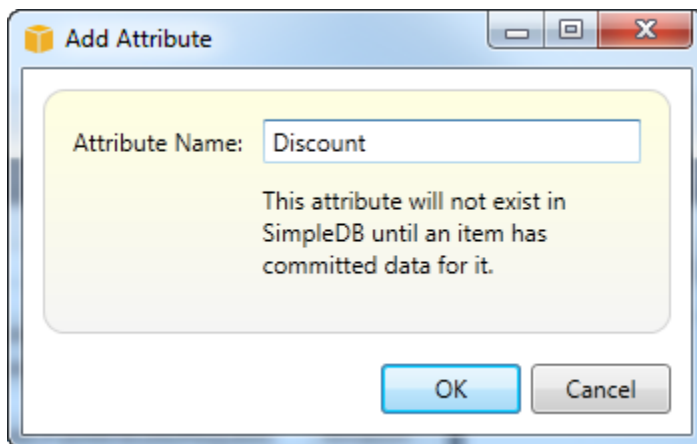 Add Attribute
Attribute Name: Discount
This attribute will not exist in
SimpleDB until an item has
committed data for it.
OK Cancel